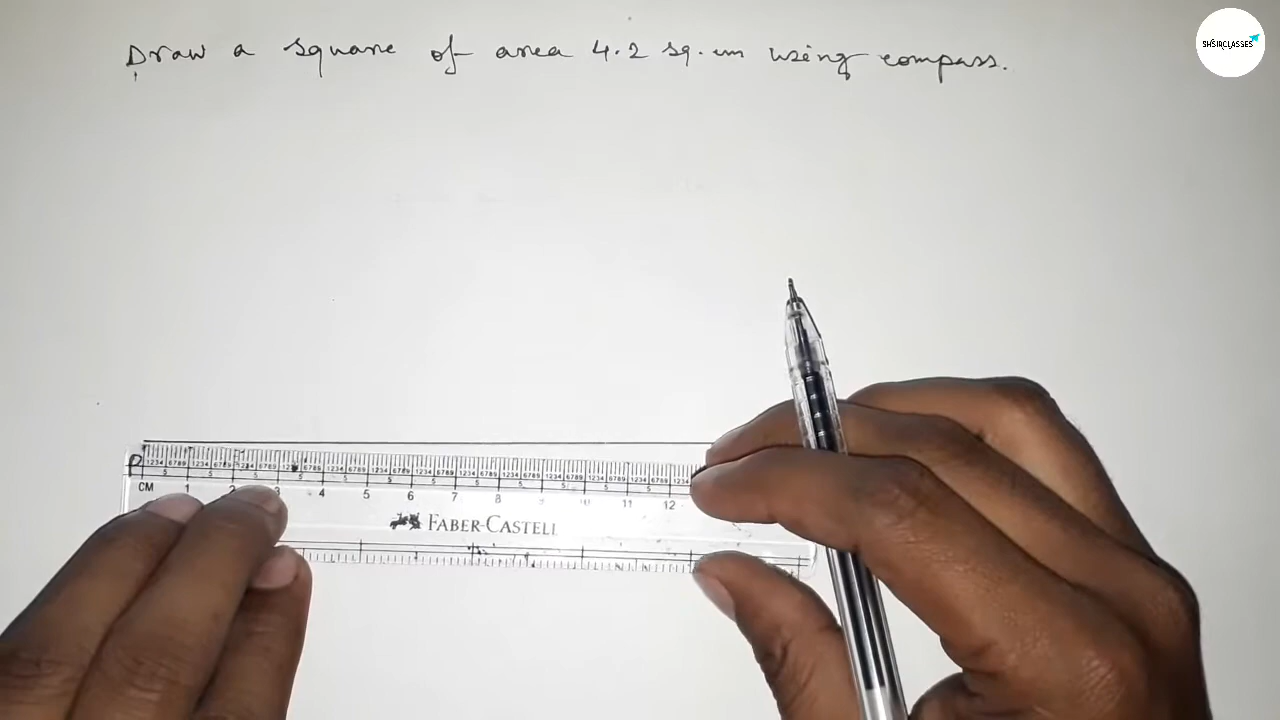 Draw a square of area 4.2 sq. cm using compass.
SHSIRCLASSES
P
CM 1 2 3 4 5 6 7 8 9 10 11 12
FABER-CASTELL